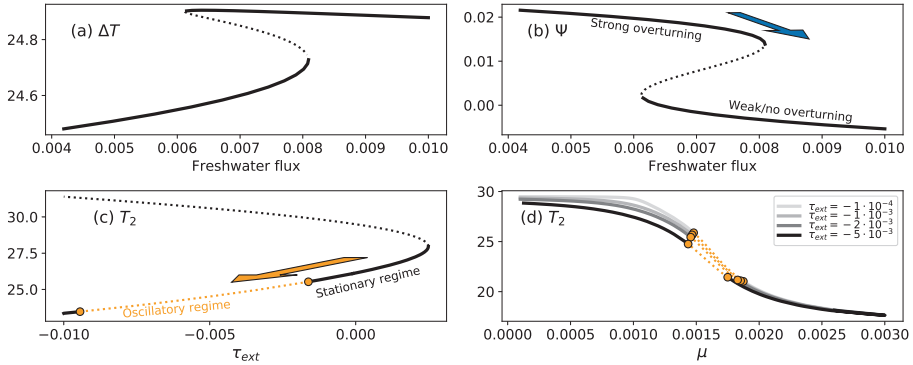 (a) ΔT
24.8
24.6
0.004 0.005 0.006 0.007 0.008 0.009 0.010
Freshwater flux
(b) Ψ
Strong overturning
Weak/no overturning
0.02
0.01
0.00
0.004 0.005 0.006 0.007 0.008 0.009 0.010
Freshwater flux
(c) T₂
30.0
27.5
25.0
Stationary regime
Oscillatory regime
−0.010 −0.005 0.000
τ_ext
(d) T₂
τ_ext = −1 · 10⁻⁴
τ_ext = −1 · 10⁻³
τ_ext = −2 · 10⁻³
τ_ext = −5 · 10⁻³
30
25
20
0.0000 0.0005 0.0010 0.0015 0.0020 0.0025 0.0030
μ